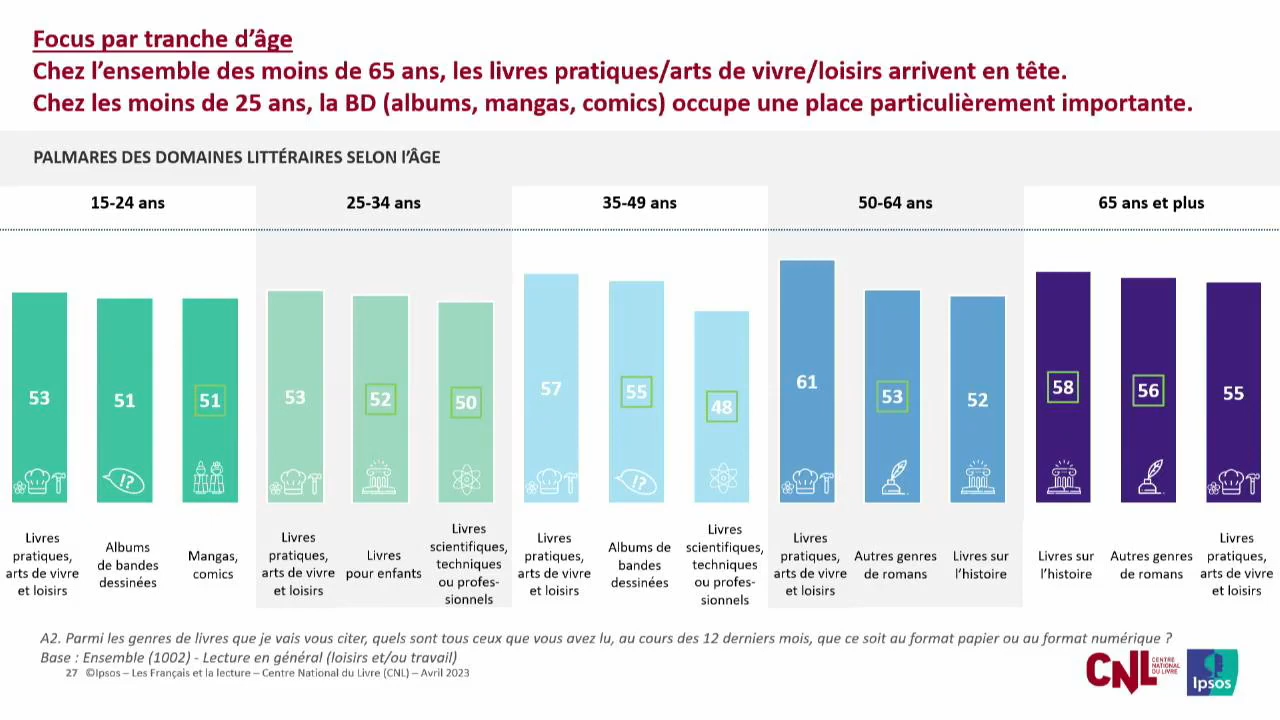 Focus par tranche d'âge
Chez l'ensemble des moins de 65 ans, les livres pratiques/arts de vivre/loisirs arrivent en tête.
Chez les moins de 25 ans, la BD (albums, mangas, comics) occupe une place particulièrement importante.
PALMARES DES DOMAINES LITTÉRAIRES SELON l'ÂGE
15-24 ans
53
51
51
!?
Livres
pratiques,
arts de vivre
et loisirs
Albums
de bandes
dessinées
Mangas,
comics
25-34 ans
53
52
50
Livres
pratiques,
arts de vivre
et loisirs
Livres
pour enfants
Livres
scientifiques,
techniques
ou profes-
sionnels
35-49 ans
57
55
48
!?
Livres
pratiques,
arts de vivre
et loisirs
Albums de
bandes
dessinées
Livres
scientifiques,
techniques
ou profes-
sionnels
50-64 ans
61
53
52
Livres
pratiques,
arts de vivre
et loisirs
Autres genres
de romans
Livres sur
l'histoire
65 ans et plus
58
56
55
Livres sur
l'histoire
Autres genres
de romans
Livres
pratiques,
arts de vivre
et loisirs
A2. Parmi les genres de livres que je vais vous citer, quels sont tous ceux que vous avez lu, au cours des 12 derniers mois, que ce soit au format papier ou au format numérique ?
Base : Ensemble (1002) - Lecture en général (loisirs et/ou travail)
27 ©Ipsos – Les Français et la lecture – Centre National du Livre (CNL) – Avril 2023
CNL
CENTRE
NATIONAL
DU LIVRE
Ipsos